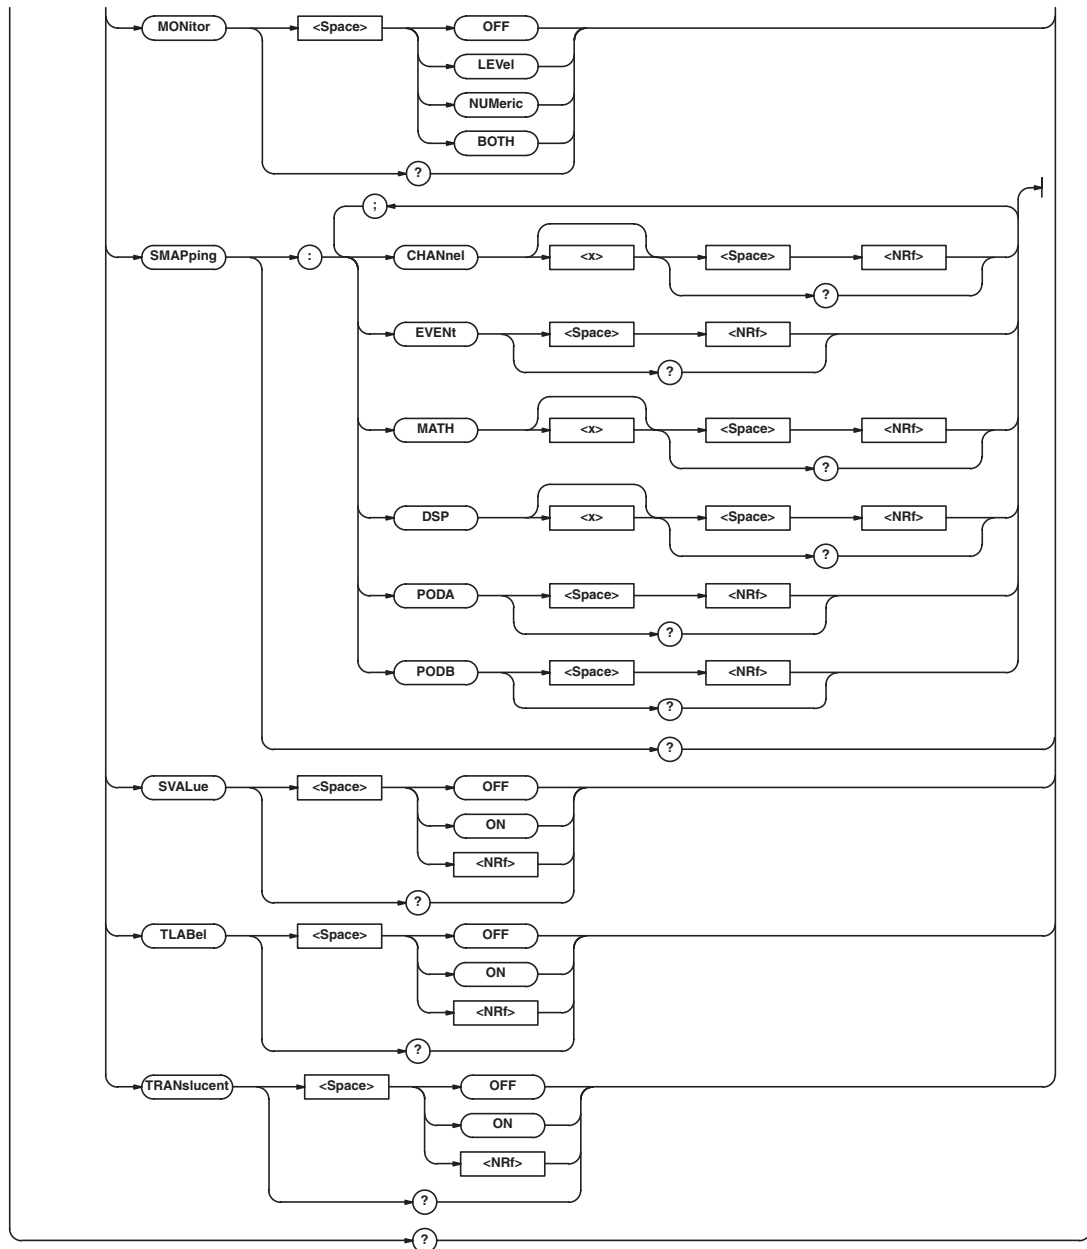 MONitor <Space> OFF
LEVel
NUMeric
BOTH
?
;
SMAPping : CHANnel <x> <Space> <NRf>
?
EVENt <Space> <NRf>
?
MATH <x> <Space> <NRf>
?
DSP <x> <Space> <NRf>
?
PODA <Space> <NRf>
?
PODB <Space> <NRf>
?
?
SVALue <Space> OFF
ON
<NRf>
?
TLABel <Space> OFF
ON
<NRf>
?
TRANslucent <Space> OFF
ON
<NRf>
?
?